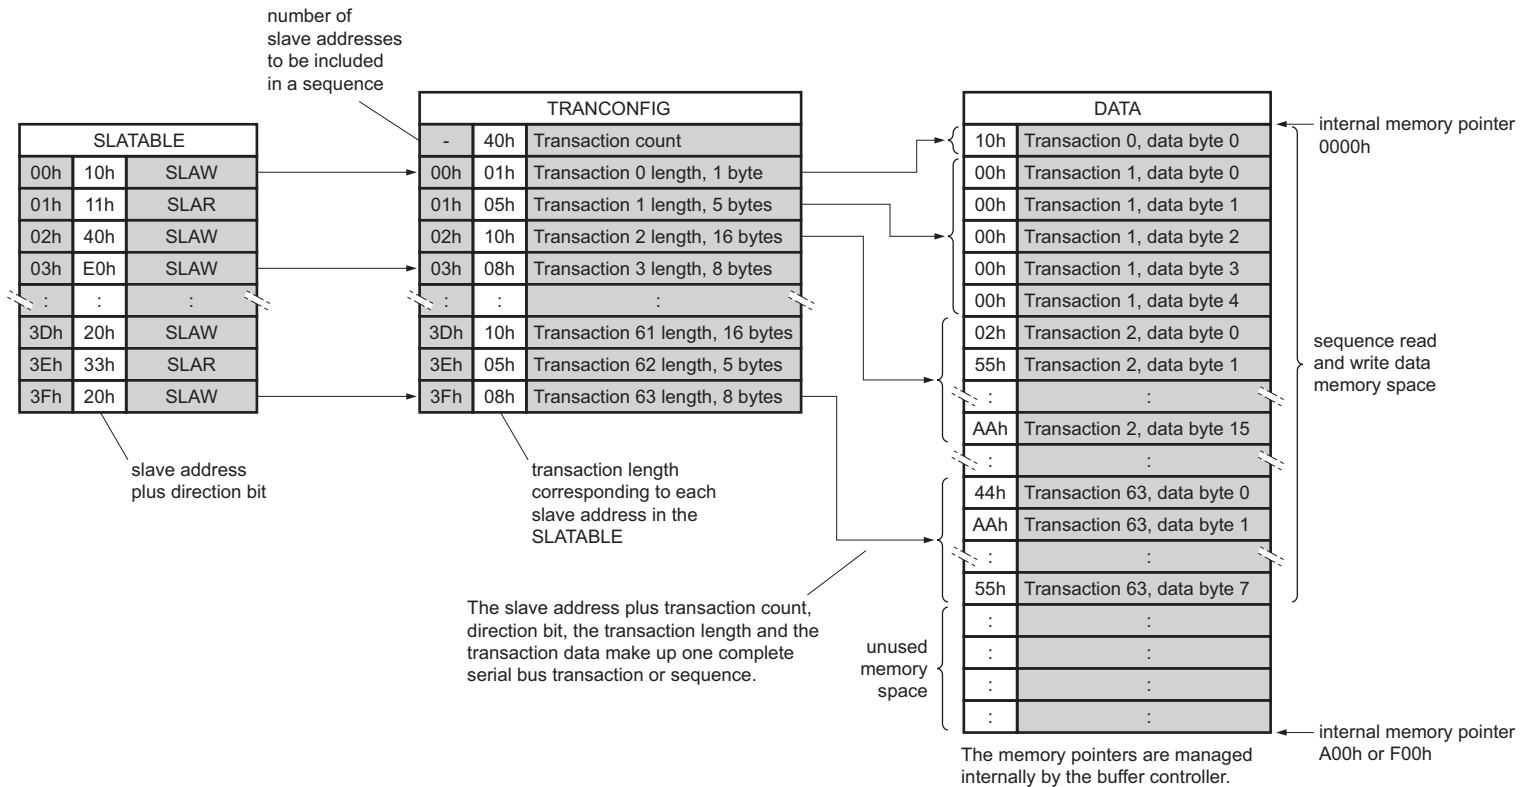 number of
slave addresses
to be included
in a sequence
SLATABLE
00h 10h SLAW
01h 11h SLAR
02h 40h SLAW
03h E0h SLAW
: : :
3Dh 20h SLAW
3Eh 33h SLAR
3Fh 20h SLAW
slave address
plus direction bit
TRANCONFIG
- 40h Transaction count
00h 01h Transaction 0 length, 1 byte
01h 05h Transaction 1 length, 5 bytes
02h 10h Transaction 2 length, 16 bytes
03h 08h Transaction 3 length, 8 bytes
: : :
3Dh 10h Transaction 61 length, 16 bytes
3Eh 05h Transaction 62 length, 5 bytes
3Fh 08h Transaction 63 length, 8 bytes
transaction length
corresponding to each
slave address in the
SLATABLE
The slave address plus transaction count,
direction bit, the transaction length and the
transaction data make up one complete
serial bus transaction or sequence.
DATA
10h Transaction 0, data byte 0
00h Transaction 1, data byte 0
00h Transaction 1, data byte 1
00h Transaction 1, data byte 2
00h Transaction 1, data byte 3
00h Transaction 1, data byte 4
02h Transaction 2, data byte 0
55h Transaction 2, data byte 1
: :
AAh Transaction 2, data byte 15
: :
44h Transaction 63, data byte 0
AAh Transaction 63, data byte 1
: :
55h Transaction 63, data byte 7
: :
: :
: :
: :
unused
memory
space
internal memory pointer
0000h
sequence read
and write data
memory space
internal memory pointer
A00h or F00h
The memory pointers are managed
internally by the buffer controller.